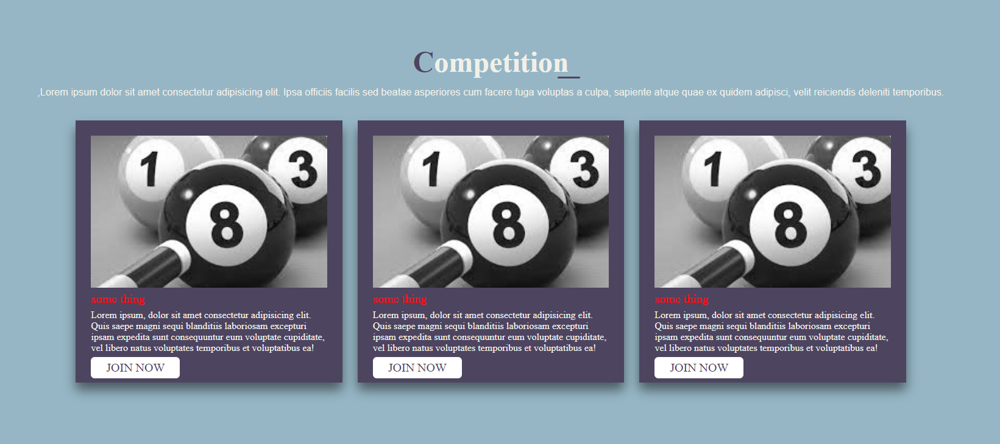 Competition
,Lorem ipsum dolor sit amet consectetur adipisicing elit. Ipsa officiis facilis sed beatae asperiores cum facere fuga voluptas a culpa, sapiente atque quae ex quidem adipisci, velit reiciendis deleniti temporibus.
1
3
8
some thing
Lorem ipsum, dolor sit amet consectetur adipisicing elit.
Quis saepe magni sequi blanditiis laboriosam excepturi
ipsam expedita sunt consequuntur eum voluptate cupiditate,
vel libero natus voluptates temporibus et voluptatibus ea!
JOIN NOW
1
3
8
some thing
Lorem ipsum, dolor sit amet consectetur adipisicing elit.
Quis saepe magni sequi blanditiis laboriosam excepturi
ipsam expedita sunt consequuntur eum voluptate cupiditate,
vel libero natus voluptates temporibus et voluptatibus ea!
JOIN NOW
1
3
8
some thing
Lorem ipsum, dolor sit amet consectetur adipisicing elit.
Quis saepe magni sequi blanditiis laboriosam excepturi
ipsam expedita sunt consequuntur eum voluptate cupiditate,
vel libero natus voluptates temporibus et voluptatibus ea!
JOIN NOW